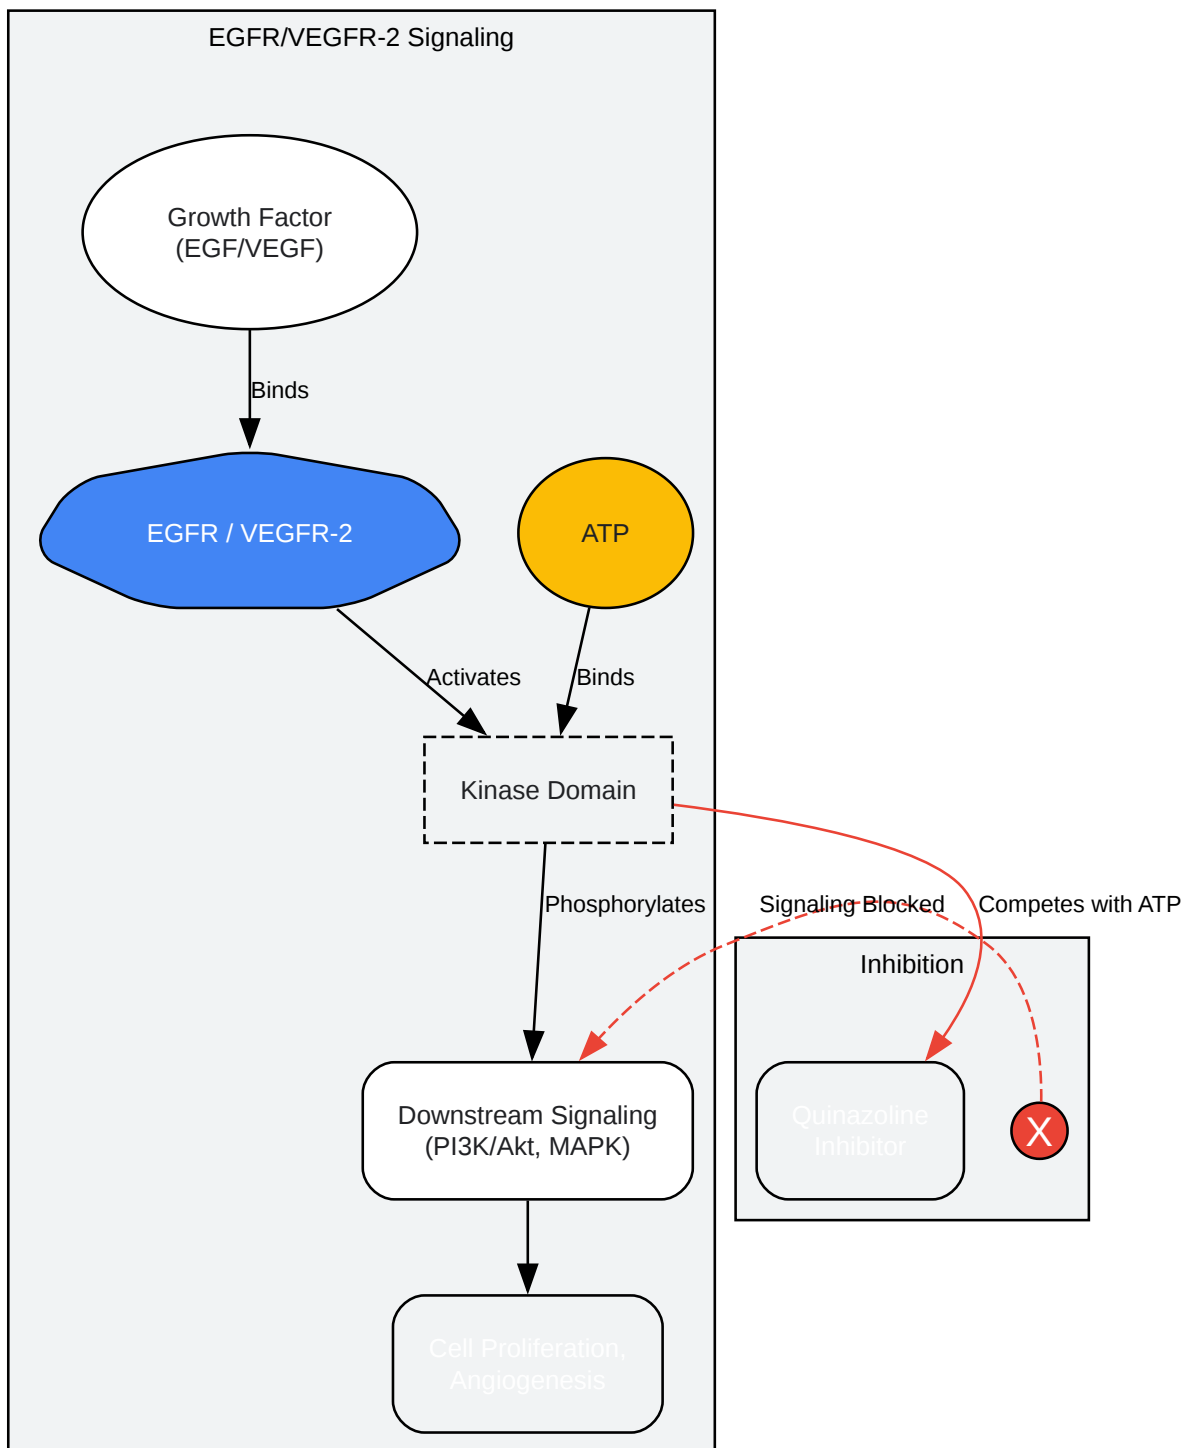 EGFR/VEGFR-2 Signaling
Growth Factor
(EGF/VEGF)
Binds
EGFR / VEGFR-2
ATP
Activates
Binds
Kinase Domain
Phosphorylates
Signaling Blocked
Competes with ATP
Inhibition
Downstream Signaling
(PI3K/Akt, MAPK)
Quinazoline
Inhibitor
X
Cell Proliferation,
Angiogenesis